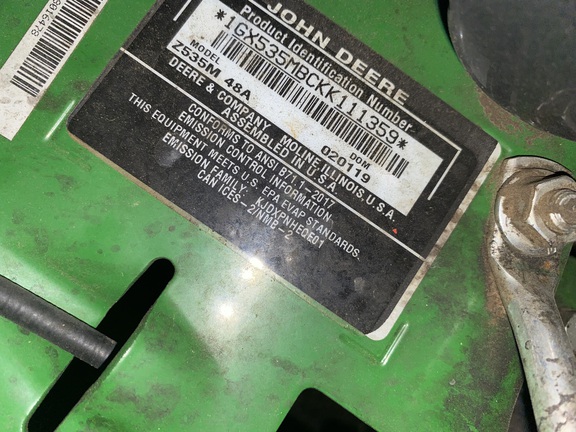 JOHN DEERE
Product Identification Number
*1GX535MBCKK111359*
MODEL DOM
Z535M 48A 020119
DEERE & COMPANY, MOLINE, ILLINOIS, U.S.A.
ASSEMBLED IN U.S.A
CONFORMS TO ANSI B71.1-2017
EMISSION CONTROL INFORMATION
THIS EQUIPMENT MEETS U.S. EPA EVAP STANDARDS.
EMISSION FAMILY: KJDXPVHEOE01
CAN ICES-2/NMB-2